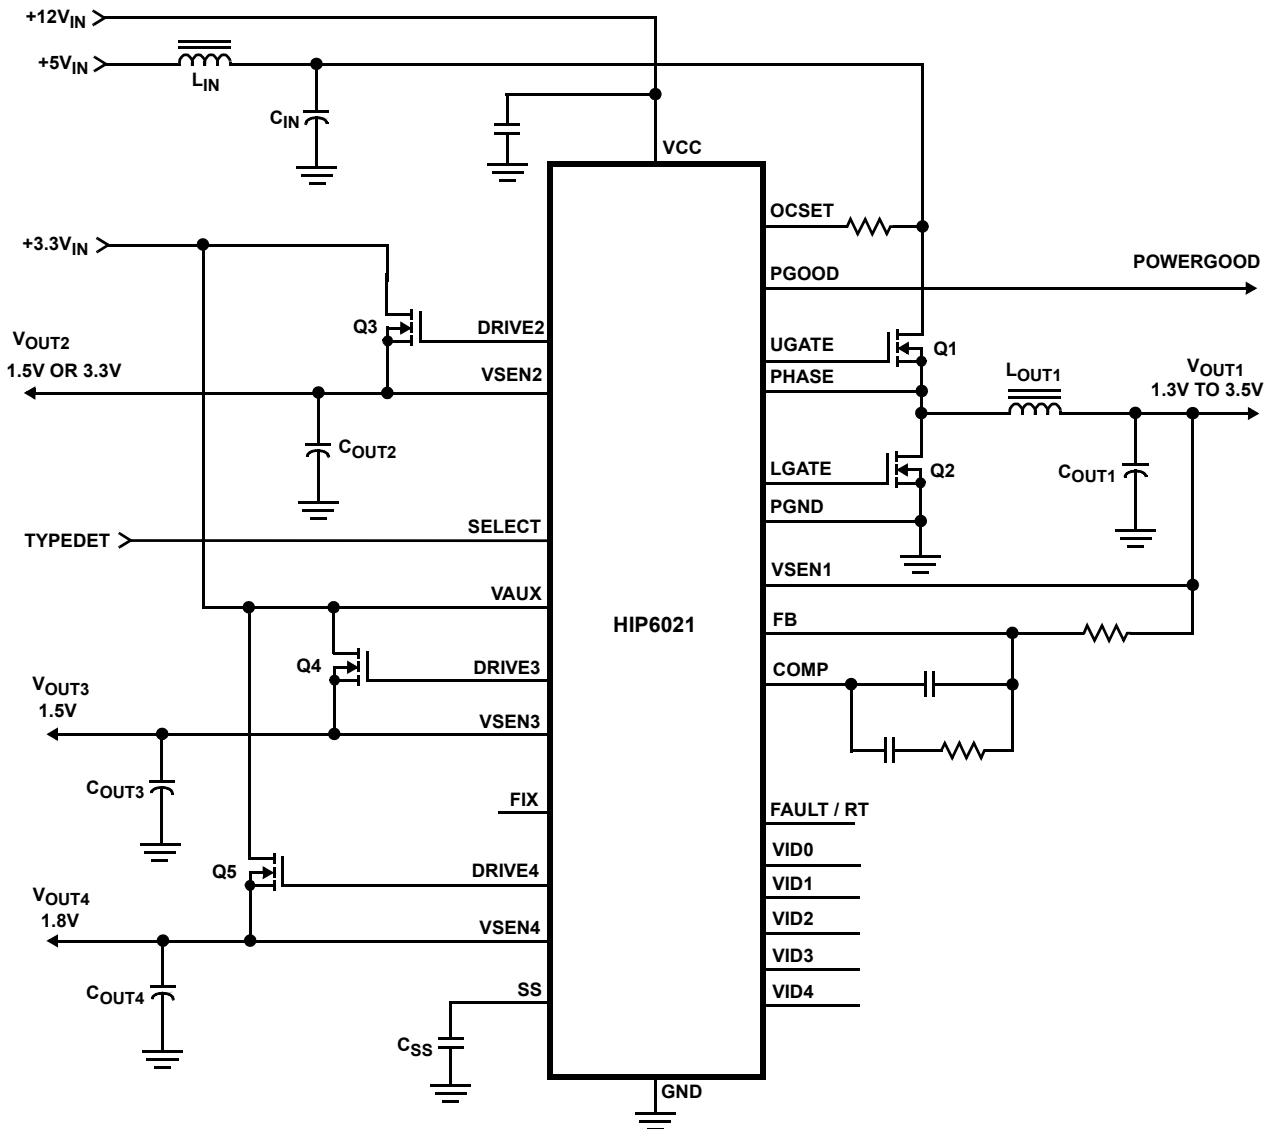 +12VIN
+5VIN
LIN
CIN
VCC
OCSET
+3.3VIN
PGOOD
POWERGOOD
Q3
DRIVE2
UGATE
Q1
VOUT2
1.5V OR 3.3V
VSEN2
PHASE
LOUT1
VOUT1
1.3V TO 3.5V
COUT2
LGATE
Q2
COUT1
PGND
TYPEDET
SELECT
VSEN1
VAUX
HIP6021
FB
Q4
DRIVE3
COMP
VOUT3
1.5V
VSEN3
COUT3
FIX
FAULT / RT
VID0
Q5
DRIVE4
VID1
VOUT4
1.8V
VSEN4
VID2
VID3
COUT4
SS
VID4
CSS
GND